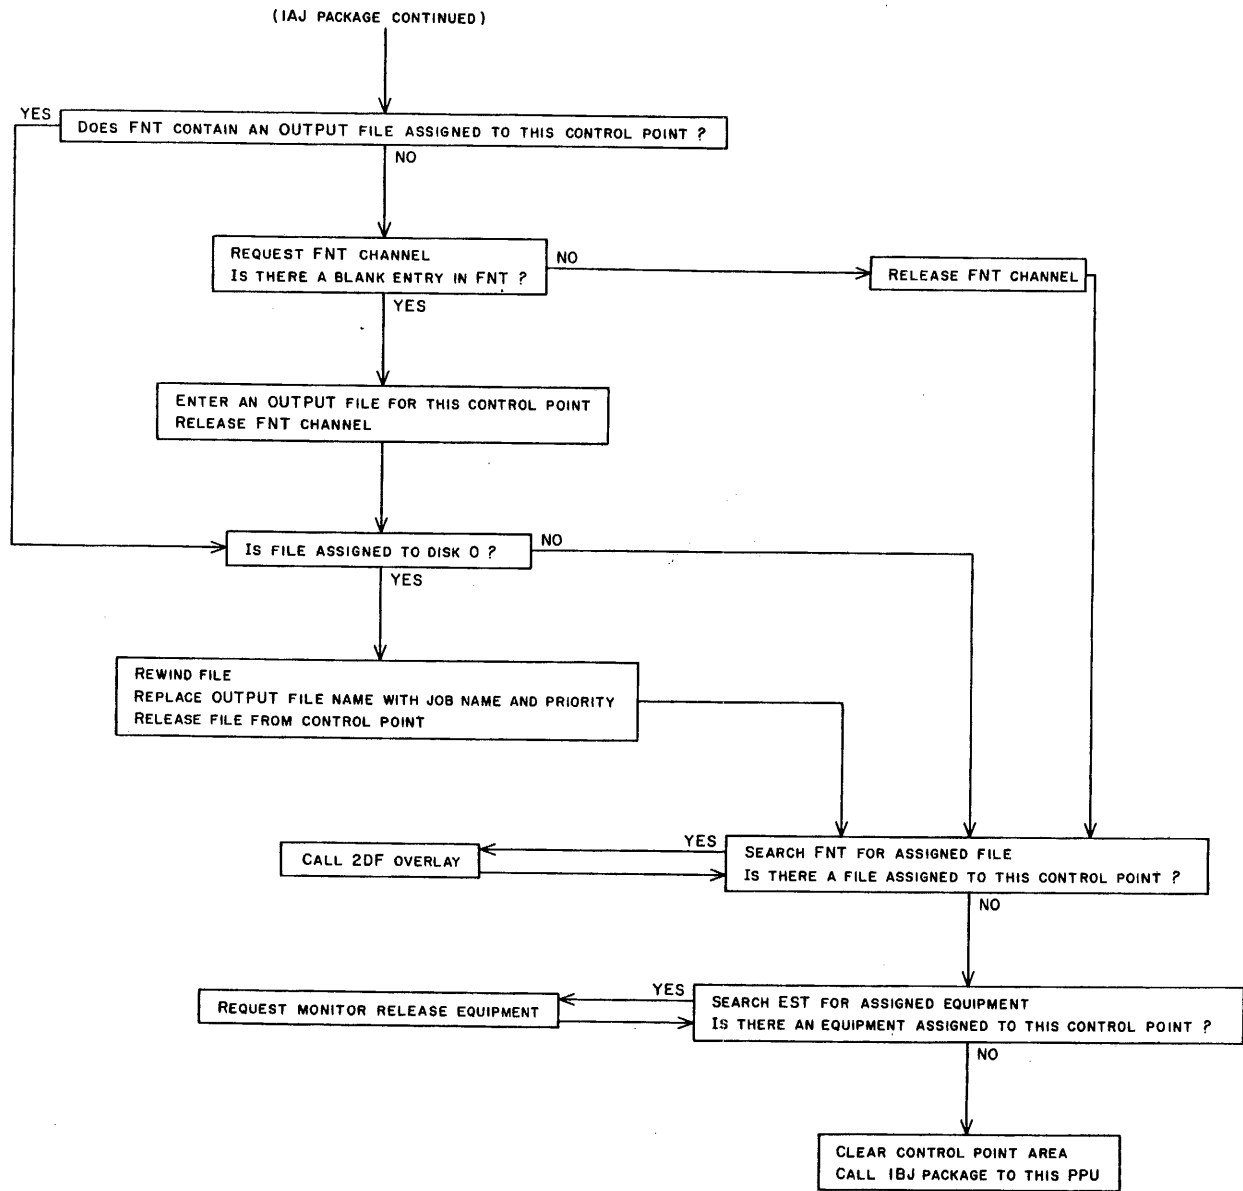 (1AJ PACKAGE CONTINUED)
YES
DOES FNT CONTAIN AN OUTPUT FILE ASSIGNED TO THIS CONTROL POINT ?
NO
REQUEST FNT CHANNEL
IS THERE A BLANK ENTRY IN FNT ?
NO
RELEASE FNT CHANNEL
YES
ENTER AN OUTPUT FILE FOR THIS CONTROL POINT
RELEASE FNT CHANNEL
IS FILE ASSIGNED TO DISK 0 ?
NO
YES
REWIND FILE
REPLACE OUTPUT FILE NAME WITH JOB NAME AND PRIORITY
RELEASE FILE FROM CONTROL POINT
CALL 2DF OVERLAY
YES
SEARCH FNT FOR ASSIGNED FILE
IS THERE A FILE ASSIGNED TO THIS CONTROL POINT ?
NO
REQUEST MONITOR RELEASE EQUIPMENT
YES
SEARCH EST FOR ASSIGNED EQUIPMENT
IS THERE AN EQUIPMENT ASSIGNED TO THIS CONTROL POINT ?
NO
CLEAR CONTROL POINT AREA
CALL 1BJ PACKAGE TO THIS PPU